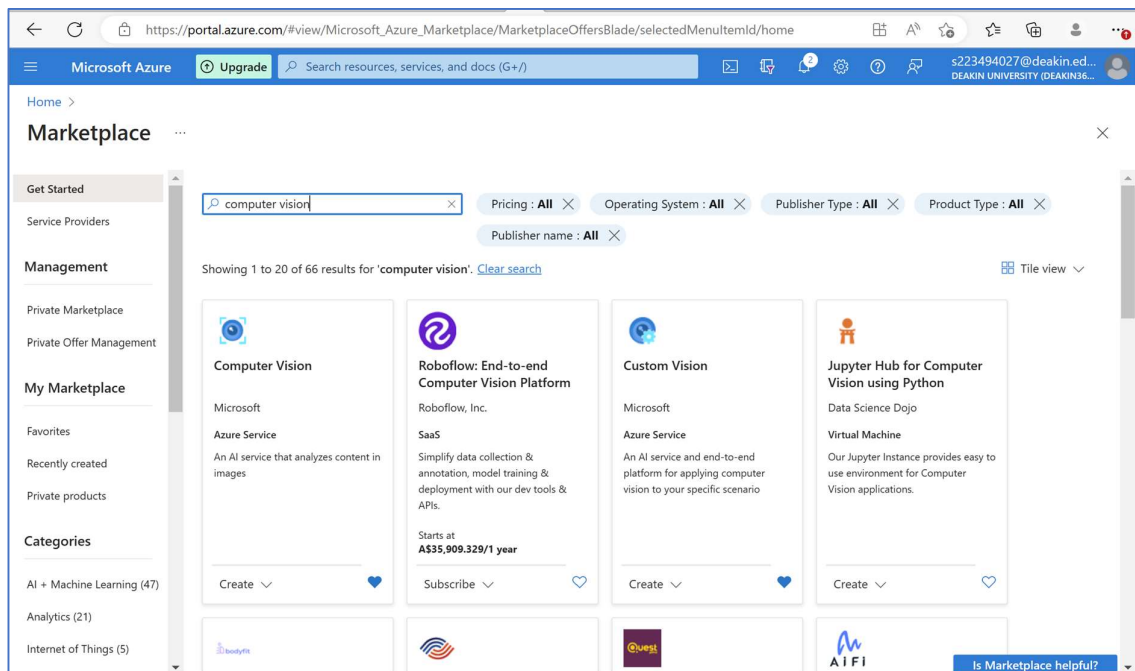 https://portal.azure.com/#view/Microsoft_Azure_Marketplace/MarketplaceOffersBlade/selectedMenuItemId/home
Microsoft Azure
Upgrade
Search resources, services, and docs (G+/)
2
s223494027@deakin.ed...
DEAKIN UNIVERSITY (DEAKIN36...
Home >
Marketplace ...
Get Started
Service Providers
Management
Private Marketplace
Private Offer Management
My Marketplace
Favorites
Recently created
Private products
Categories
AI + Machine Learning (47)
Analytics (21)
Internet of Things (5)
computer vision
Pricing : All
Operating System : All
Publisher Type : All
Product Type : All
Publisher name : All
Showing 1 to 20 of 66 results for 'computer vision'. Clear search
Tile view
Computer Vision
Microsoft
Azure Service
An AI service that analyzes content in
images
Create
Roboflow: End-to-end
Computer Vision Platform
Roboflow, Inc.
SaaS
Simplify data collection &
annotation, model training &
deployment with our dev tools &
APIs.
Starts at
A$35,909.329/1 year
Subscribe
Custom Vision
Microsoft
Azure Service
An AI service and end-to-end
platform for applying computer
vision to your specific scenario
Create
Jupyter Hub for Computer
Vision using Python
Data Science Dojo
Virtual Machine
Our Jupyter Instance provides easy to
use environment for Computer
Vision applications.
Create
bodyfit
Quest
AiFi
Is Marketplace helpful?